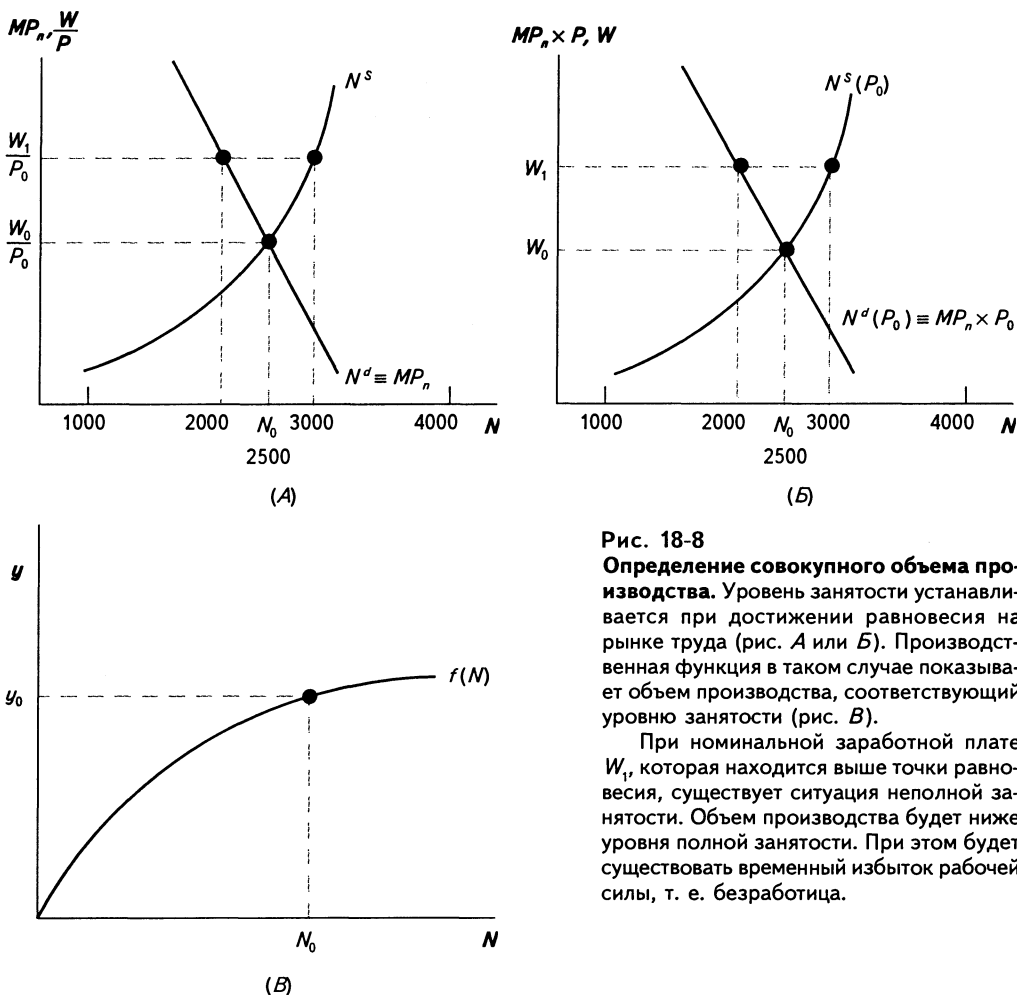 MPₙ, W/P
Nˢ
W₁/P₀
W₀/P₀
Nᵈ ≡ MPₙ
1000 2000 N₀ 3000 4000 N
2500
(А)
MPₙ × P, W
Nˢ(P₀)
W₁
W₀
Nᵈ(P₀) ≡ MPₙ × P₀
1000 2000 N₀ 3000 4000 N
2500
(Б)
y
y₀
f(N)
N₀
N
(В)
Рис. 18-8
Определение совокупного объема про-
изводства. Уровень занятости устанавли-
вается при достижении равновесия на
рынке труда (рис. А или Б). Производст-
венная функция в таком случае показыва-
ет объем производства, соответствующий
уровню занятости (рис. В).
При номинальной заработной плате
W₁, которая находится выше точки равно-
весия, существует ситуация неполной за-
нятости. Объем производства будет ниже
уровня полной занятости. При этом будет
существовать временный избыток рабочей
силы, т. е. безработица.